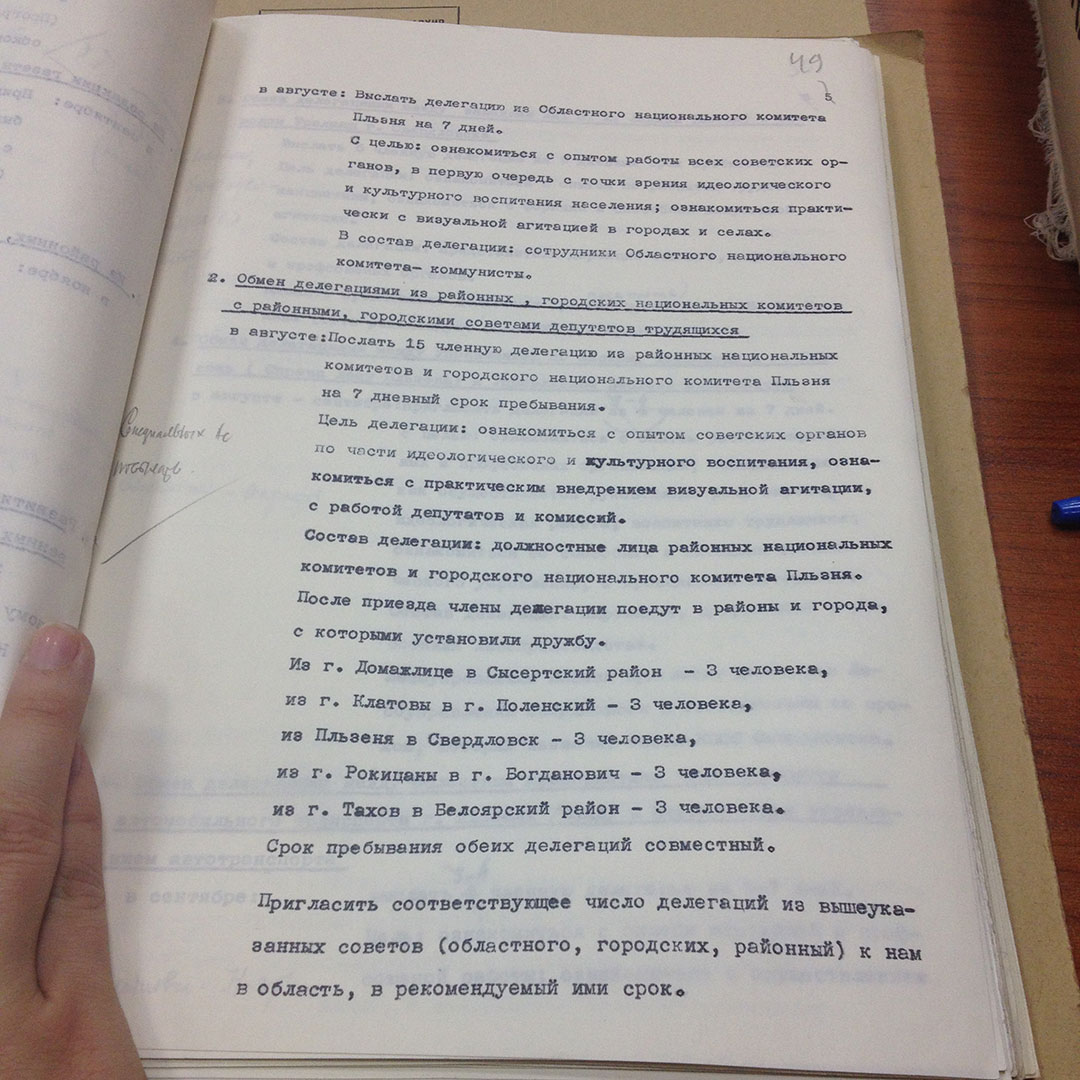 49
5
в августе: Выслать делегацию из Областного национального комитета
Пльзня на 7 дней.
С целью: ознакомиться с опытом работы всех советских ор-
ганов, в первую очередь с точки зрения идеологического
и культурного воспитания населения; ознакомиться практи-
чески с визуальной агитацией в городах и селах.
В состав делегации: сотрудники Областного национального
комитета- коммунисты.
2. Обмен делегациями из районных , городских национальных комитетов
с районными, городскими советами депутатов трудящихся
в августе:Послать 15 членную делегацию из районных национальных
комитетов и городского национального комитета Пльзня
на 7 дневный срок пребывания.
Цель делегации: ознакомиться с опытом советских органов
по части идеологического и культурного воспитания, озна-
комиться с практическим внедрением визуальной агитации,
с работой депутатов и комиссий.
Состав делегации: должностные лица районных национальных
комитетов и городского национального комитета Пльзня.
После приезда члены делегации поедут в районы и города,
с которыми установили дружбу.
Из г. Домажлице в Сысертский район - 3 человека,
из г. Клатовы в г. Поленский - 3 человека,
из Пльзеня в Свердловск - 3 человека,
из г. Рокицаны в г. Богданович - 3 человека,
из г. Тахов в Белоярский район - 3 человека.
Срок пребывания обеих делегаций совместный.
Пригласить соответствующее число делегаций из вышеука-
занных советов (областного, городских, районный) к нам
в область, в рекомендуемый ими срок.